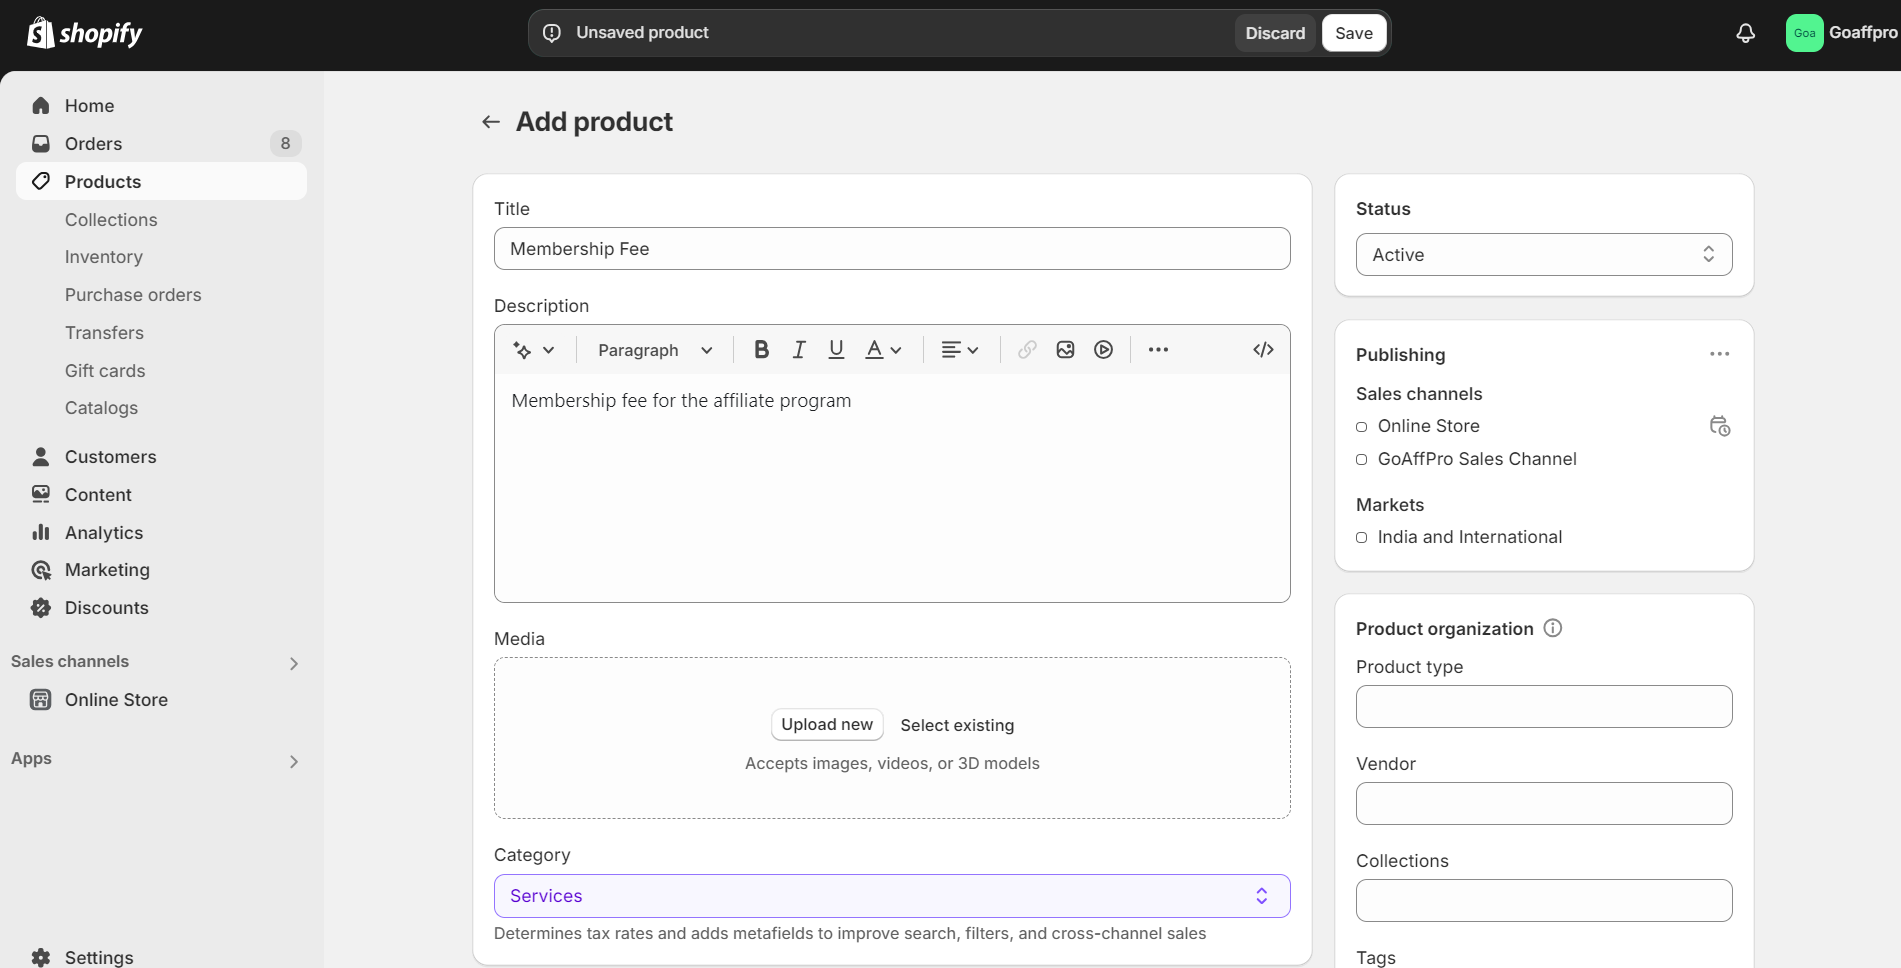 shopify
Unsaved product
Discard
Save
Goa
Goaffpro
Home
Orders
8
Products
Collections
Inventory
Purchase orders
Transfers
Gift cards
Catalogs
Customers
Content
Analytics
Marketing
Discounts
Sales channels
Online Store
Apps
Settings
Add product
Title
Membership Fee
Description
Paragraph
B
I
U
A
Membership fee for the affiliate program
Media
Upload new
Select existing
Accepts images, videos, or 3D models
Category
Services
Determines tax rates and adds metafields to improve search, filters, and cross-channel sales
Status
Active
Publishing
Sales channels
Online Store
GoAffPro Sales Channel
Markets
India and International
Product organization
Product type
Vendor
Collections
Tags